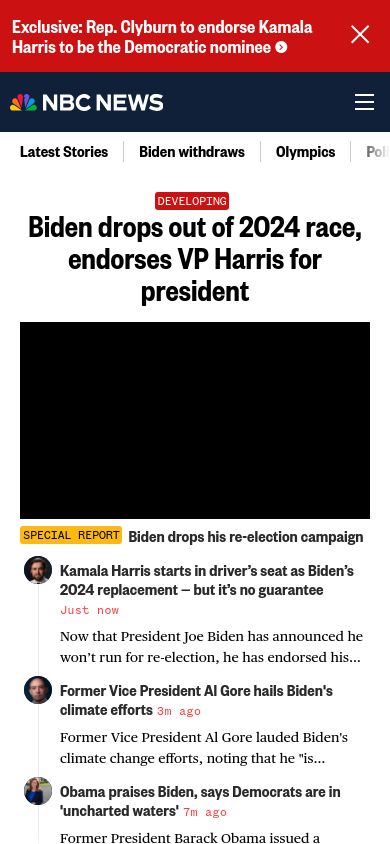 Exclusive: Rep. Clyburn to endorse Kamala
Harris to be the Democratic nominee
NBC NEWS
Latest Stories
Biden withdraws
Olympics
Poli
DEVELOPING
Biden drops out of 2024 race,
endorses VP Harris for
president
SPECIAL REPORT Biden drops his re-election campaign
Kamala Harris starts in driver’s seat as Biden’s
2024 replacement – but it’s no guarantee
Just now
Now that President Joe Biden has announced he
won’t run for re-election, he has endorsed his...
Former Vice President Al Gore hails Biden's
climate efforts 3m ago
Former Vice President Al Gore lauded Biden's
climate change efforts, noting that he "is...
Obama praises Biden, says Democrats are in
'uncharted waters' 7m ago
Former President Barack Obama issued a